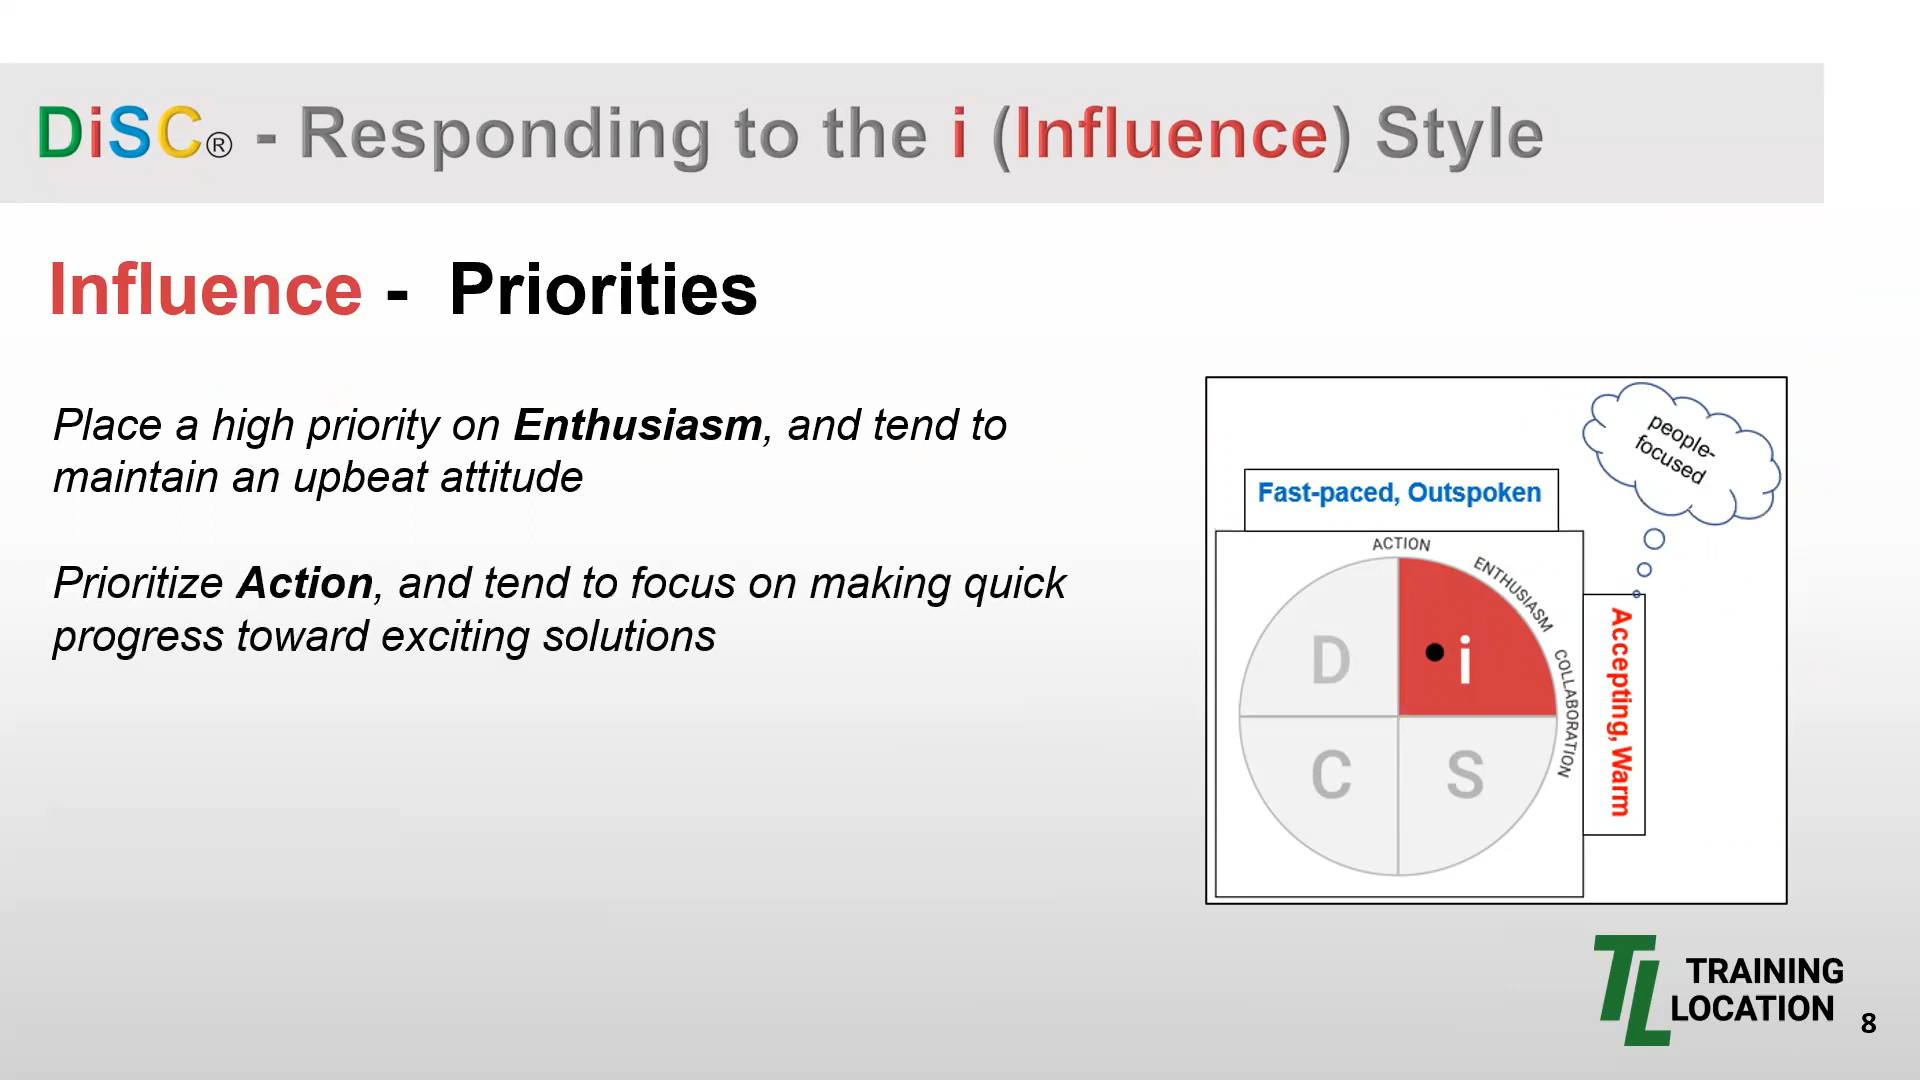 DiSC® - Responding to the i (Influence) Style
Influence - Priorities
Place a high priority on Enthusiasm, and tend to
maintain an upbeat attitude
Prioritize Action, and tend to focus on making quick
progress toward exciting solutions
people-
focused
Fast-paced, Outspoken
ACTION
ENTHUSIASM
COLLABORATION
Accepting, Warm
D
i
C
S
TRAINING
LOCATION
TL
8